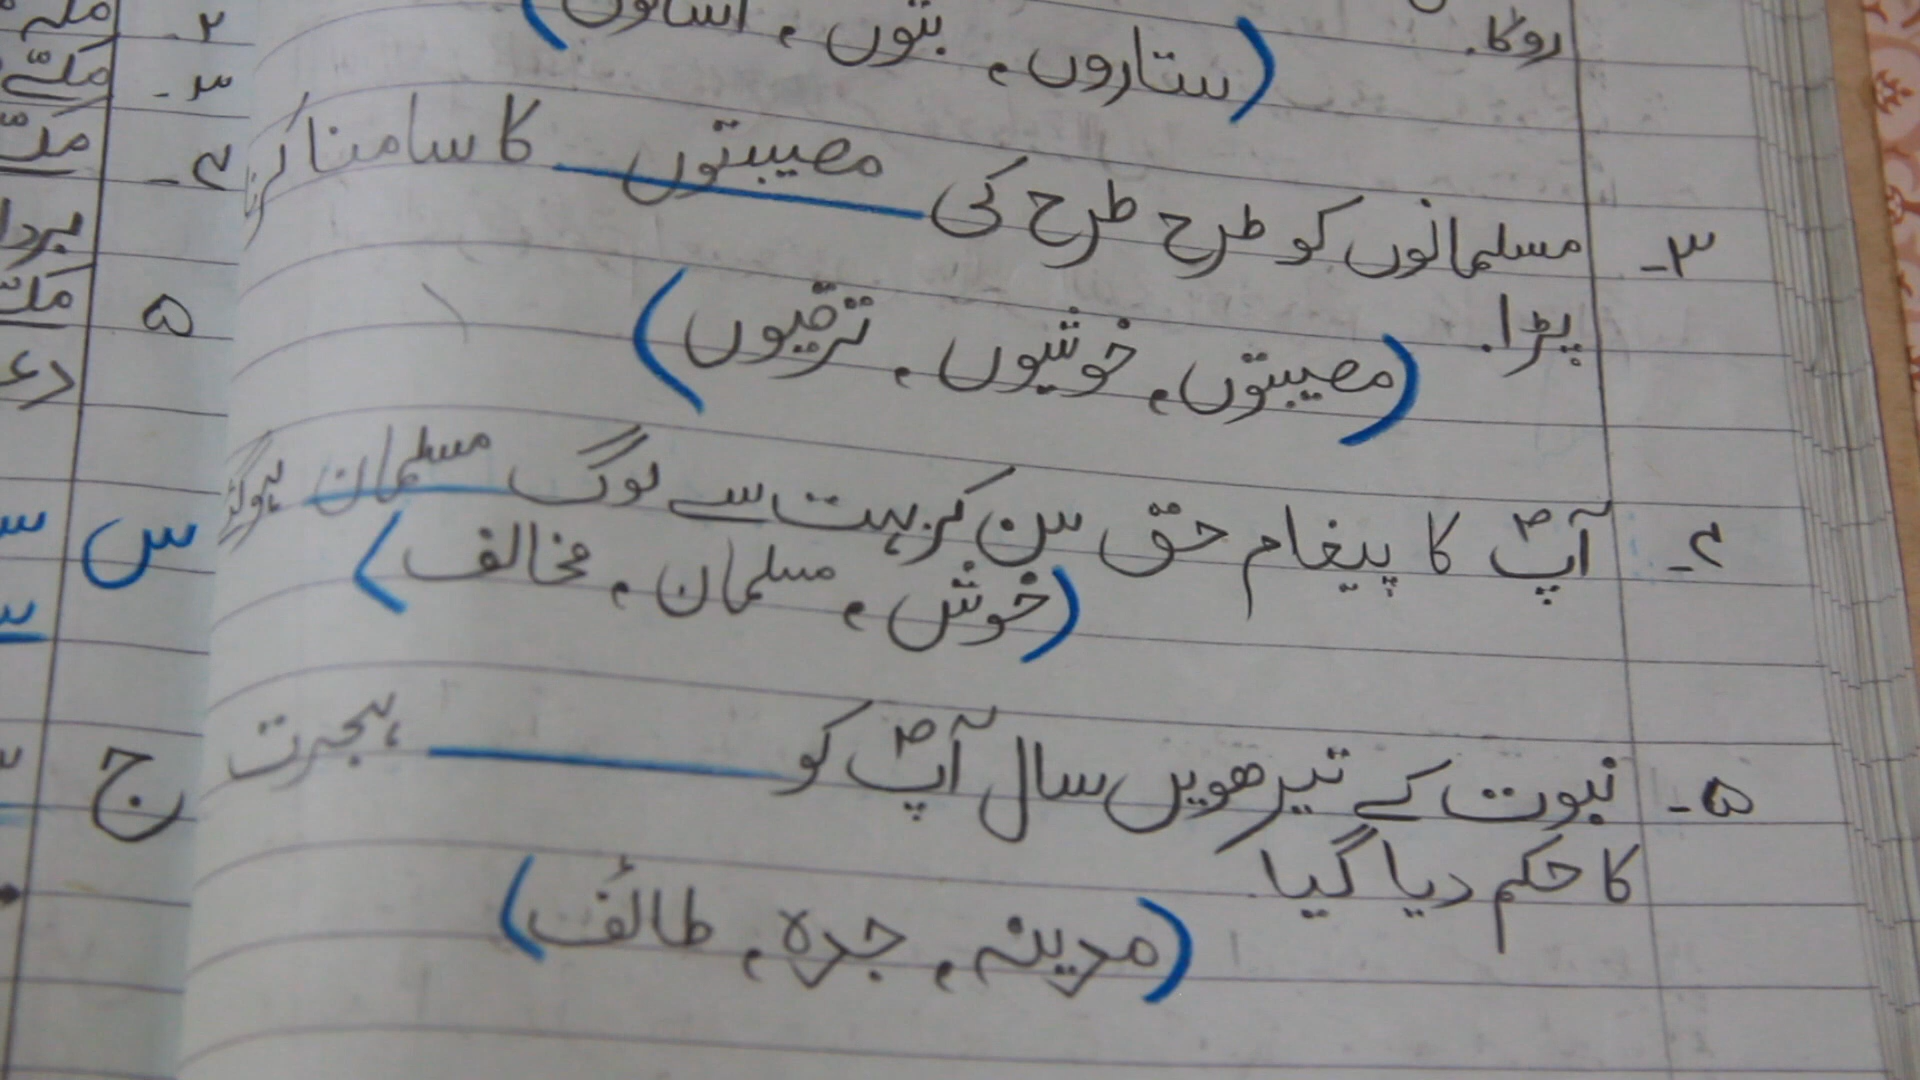 روکا۔
(ستاروں، بتوں، انسانوں)
۳۔ مسلمانوں کو طرح طرح کی مصیبتوں کا سامنا کرنا
پڑا۔
(مصیبتوں، خوشیوں، ترقیوں)
۴۔ آپؐ کا پیغام حق سن کر بہت سے لوگ مسلمان ہوگئے
(خوش، مسلمان، مخالف)
۵۔ نبوت کے تیرھویں سال آپؐ کو ______ ہجرت
کا حکم دیا گیا
(مدینہ، جدہ، طائف)
۲۔
۳۔
۴۔
۵
س
ج